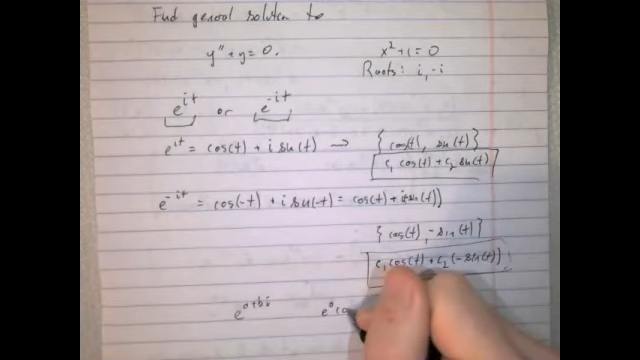 Find general solution to
y'' + y = 0.
x² + 1 = 0
Roots: i, -i
e^{it} or e^{-it}
e^{it} = cos(t) + i sin(t) ⇝ {cos(t), sin(t)}
c₁ cos(t) + c₂ sin(t)
e^{-it} = cos(-t) + i sin(-t) = cos(t) + i(-sin(t))
{cos(t), -sin(t)}
c₁ cos(t) + c₂ (-sin(t))
e^{a+bi} e^a co